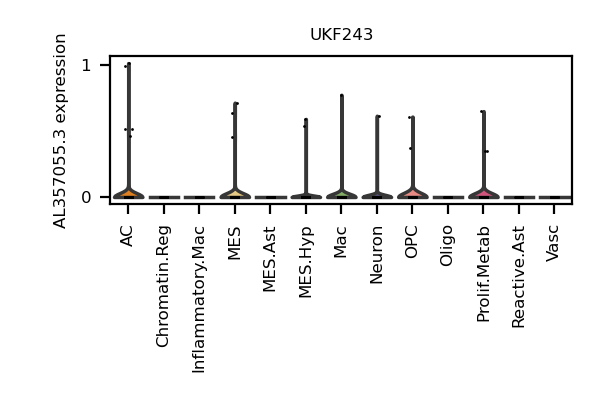 UKF243
AL357055.3 expression
1
0
AC
Chromatin.Reg
Inflammatory.Mac
MES
MES.Ast
MES.Hyp
Mac
Neuron
OPC
Oligo
Prolif.Metab
Reactive.Ast
Vasc